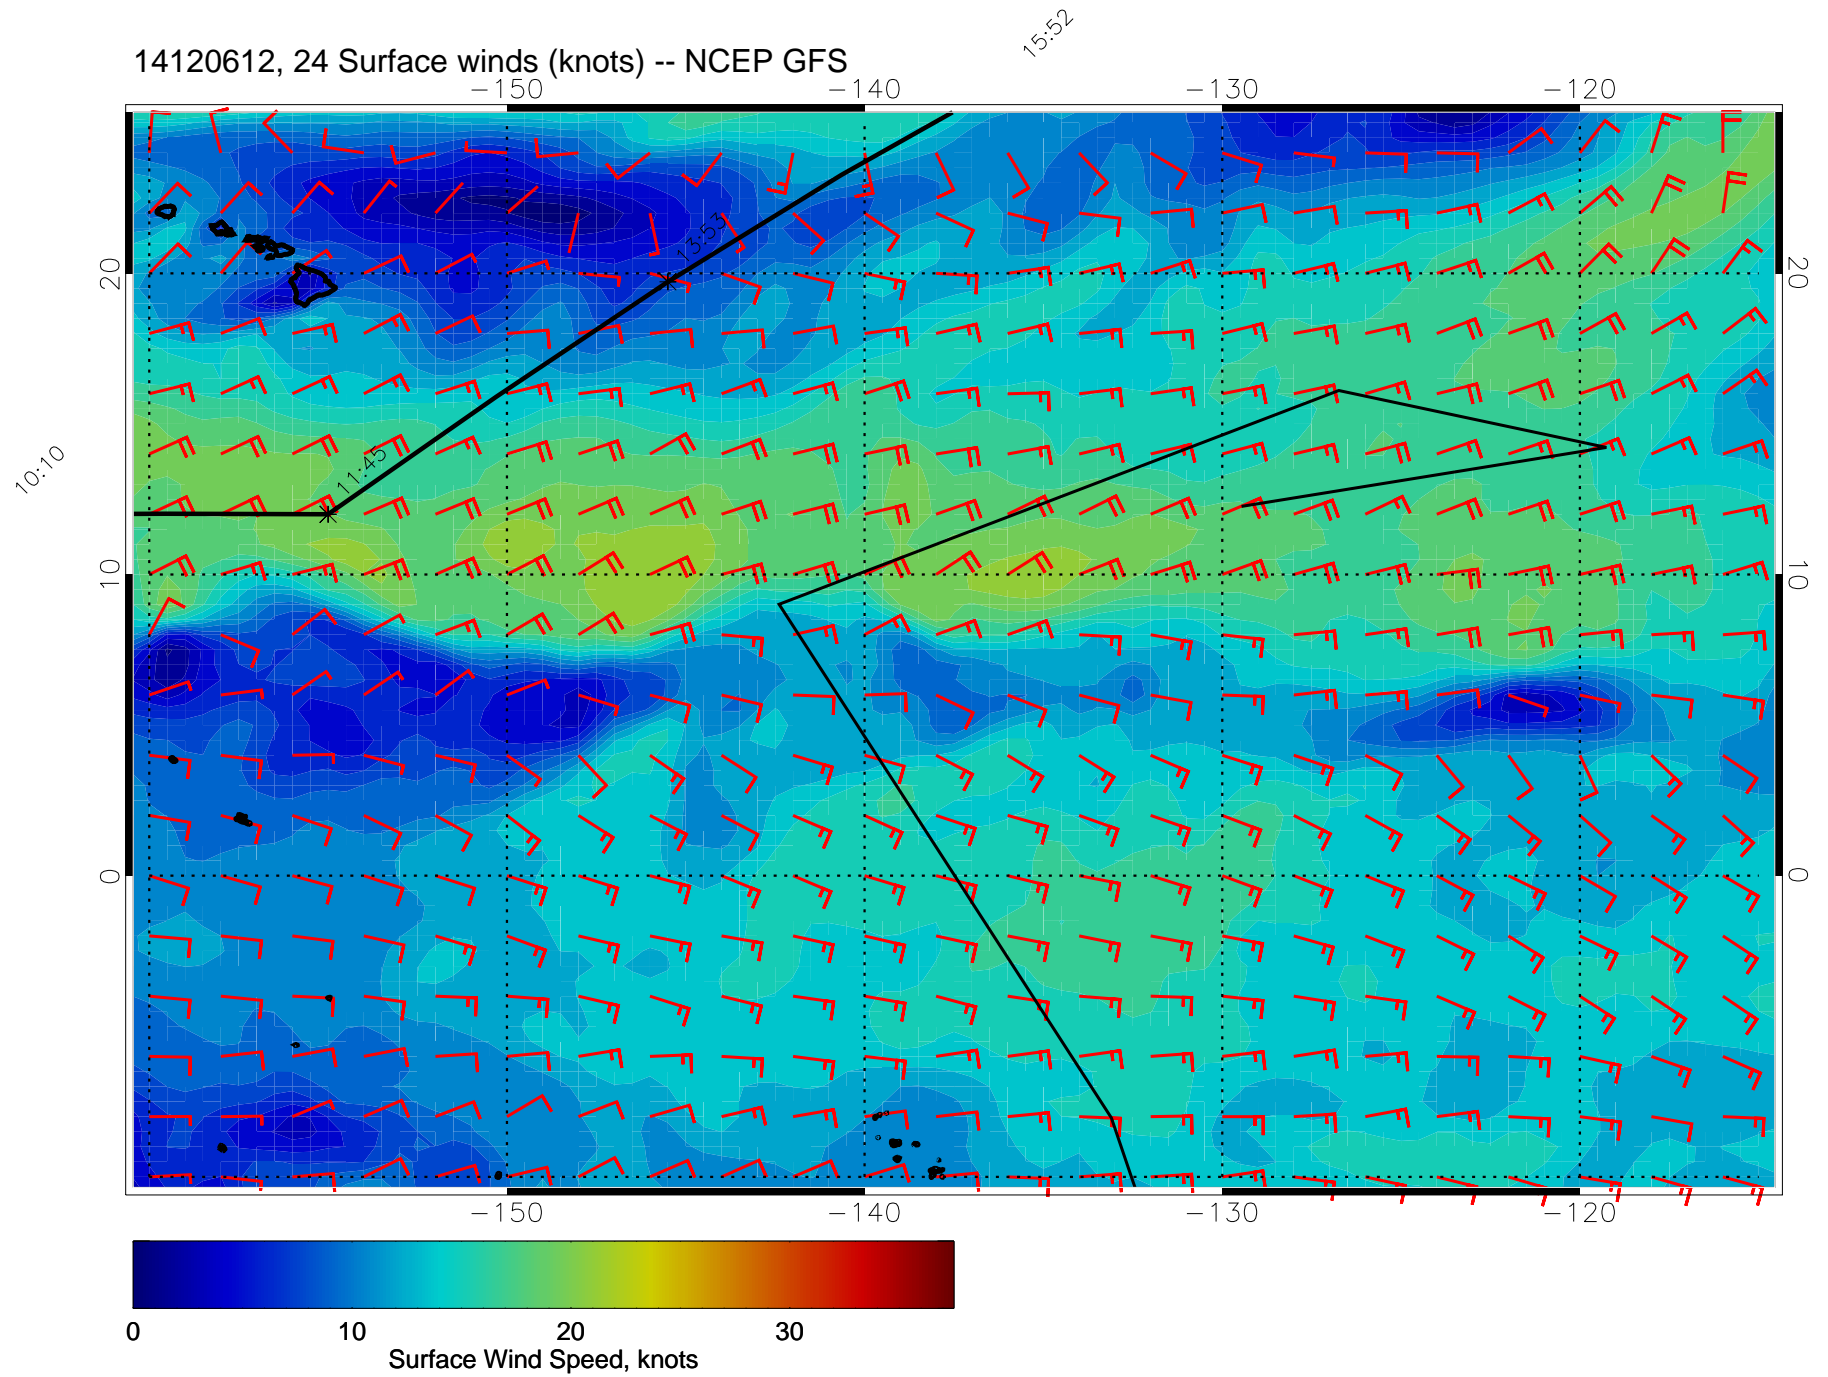 15:52
14120612, 24 Surface winds (knots) -- NCEP GFS
−150 −140 −130 −120
13:53
20 20
11:45
10:10
10 10
0 0
−150 −140 −130 −120
0 10 20 30
Surface Wind Speed, knots